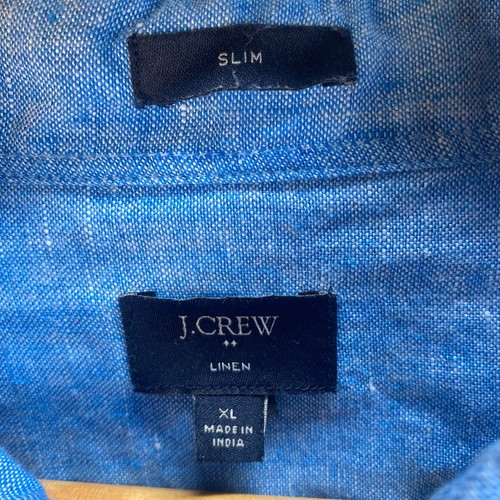 SLIM
J.CREW
LINEN
XL
MADE IN
INDIA